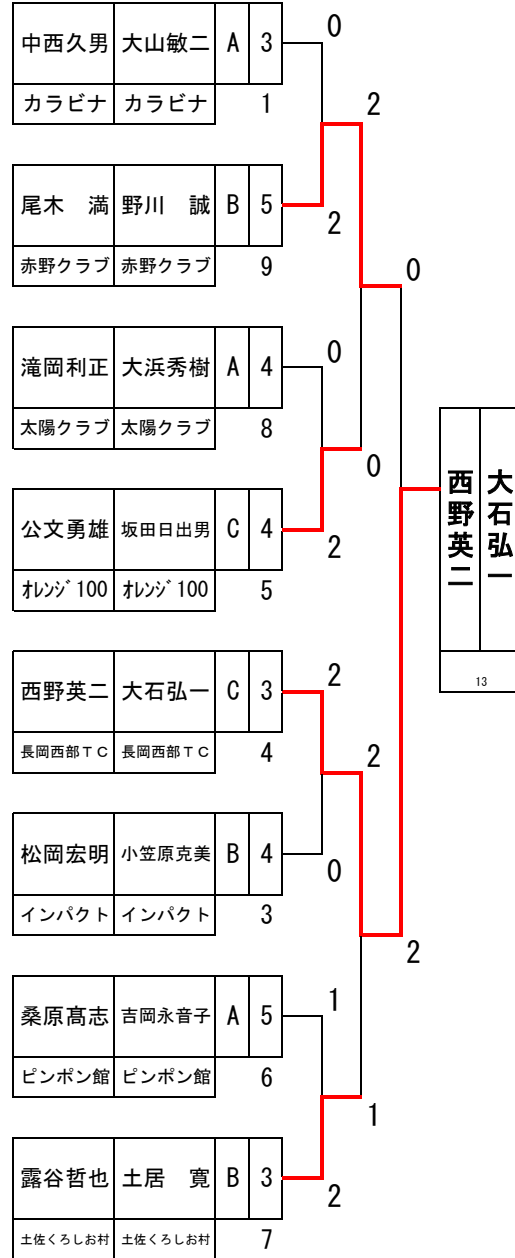 中西久男 大山敏二 A 3
カラビナ カラビナ 1
0
2
尾木　満 野川　誠 B 5
赤野クラブ 赤野クラブ 9
2
0
滝岡利正 大浜秀樹 A 4
太陽クラブ 太陽クラブ 8
0
0
公文勇雄 坂田日出男 C 4
ｵﾚﾝｼﾞ100 ｵﾚﾝｼﾞ100 5
2
西野英二 大石弘一
13
西野英二 大石弘一 C 3
長岡西部ＴＣ 長岡西部ＴＣ 4
2
2
松岡宏明 小笠原克美 B 4
インパクト インパクト 3
0
2
桑原髙志 吉岡永音子 A 5
ピンポン館 ピンポン館 6
1
1
露谷哲也 土居　寛 B 3
土佐くろしお村 土佐くろしお村 7
2